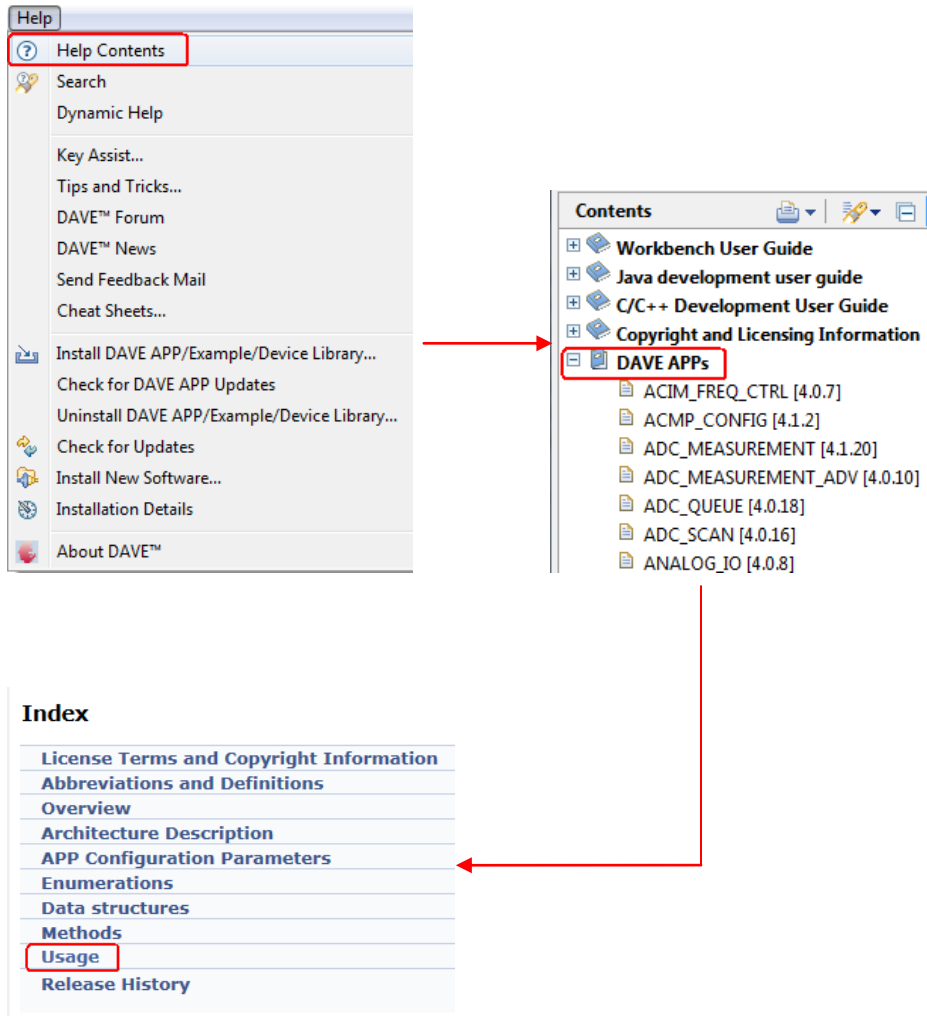 Help
Help Contents
Search
Dynamic Help
Key Assist...
Tips and Tricks...
DAVE™ Forum
DAVE™ News
Send Feedback Mail
Cheat Sheets...
Install DAVE APP/Example/Device Library...
Check for DAVE APP Updates
Uninstall DAVE APP/Example/Device Library...
Check for Updates
Install New Software...
Installation Details
About DAVE™
Contents
Workbench User Guide
Java development user guide
C/C++ Development User Guide
Copyright and Licensing Information
DAVE APPs
ACIM_FREQ_CTRL [4.0.7]
ACMP_CONFIG [4.1.2]
ADC_MEASUREMENT [4.1.20]
ADC_MEASUREMENT_ADV [4.0.10]
ADC_QUEUE [4.0.18]
ADC_SCAN [4.0.16]
ANALOG_IO [4.0.8]
Index
License Terms and Copyright Information
Abbreviations and Definitions
Overview
Architecture Description
APP Configuration Parameters
Enumerations
Data structures
Methods
Usage
Release History